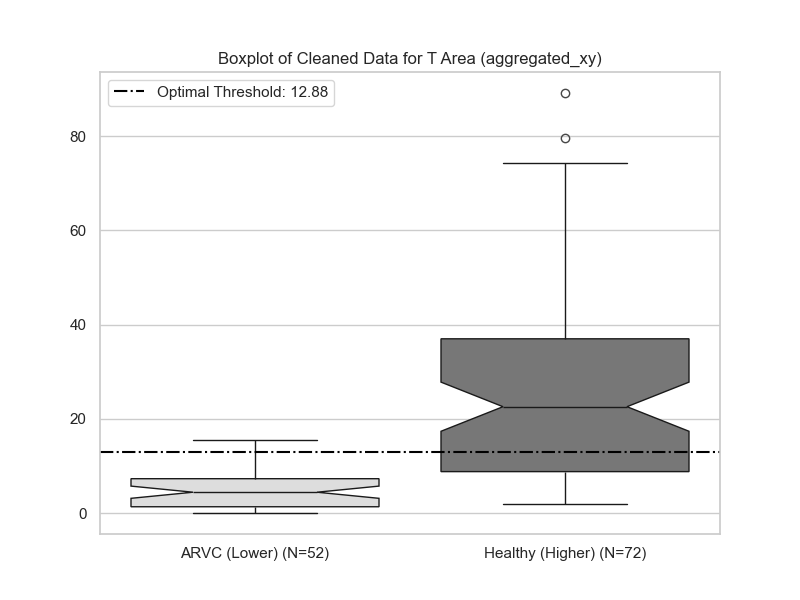 Boxplot of Cleaned Data for T Area (aggregated_xy)
Optimal Threshold: 12.88
80
60
40
20
0
ARVC (Lower) (N=52)
Healthy (Higher) (N=72)